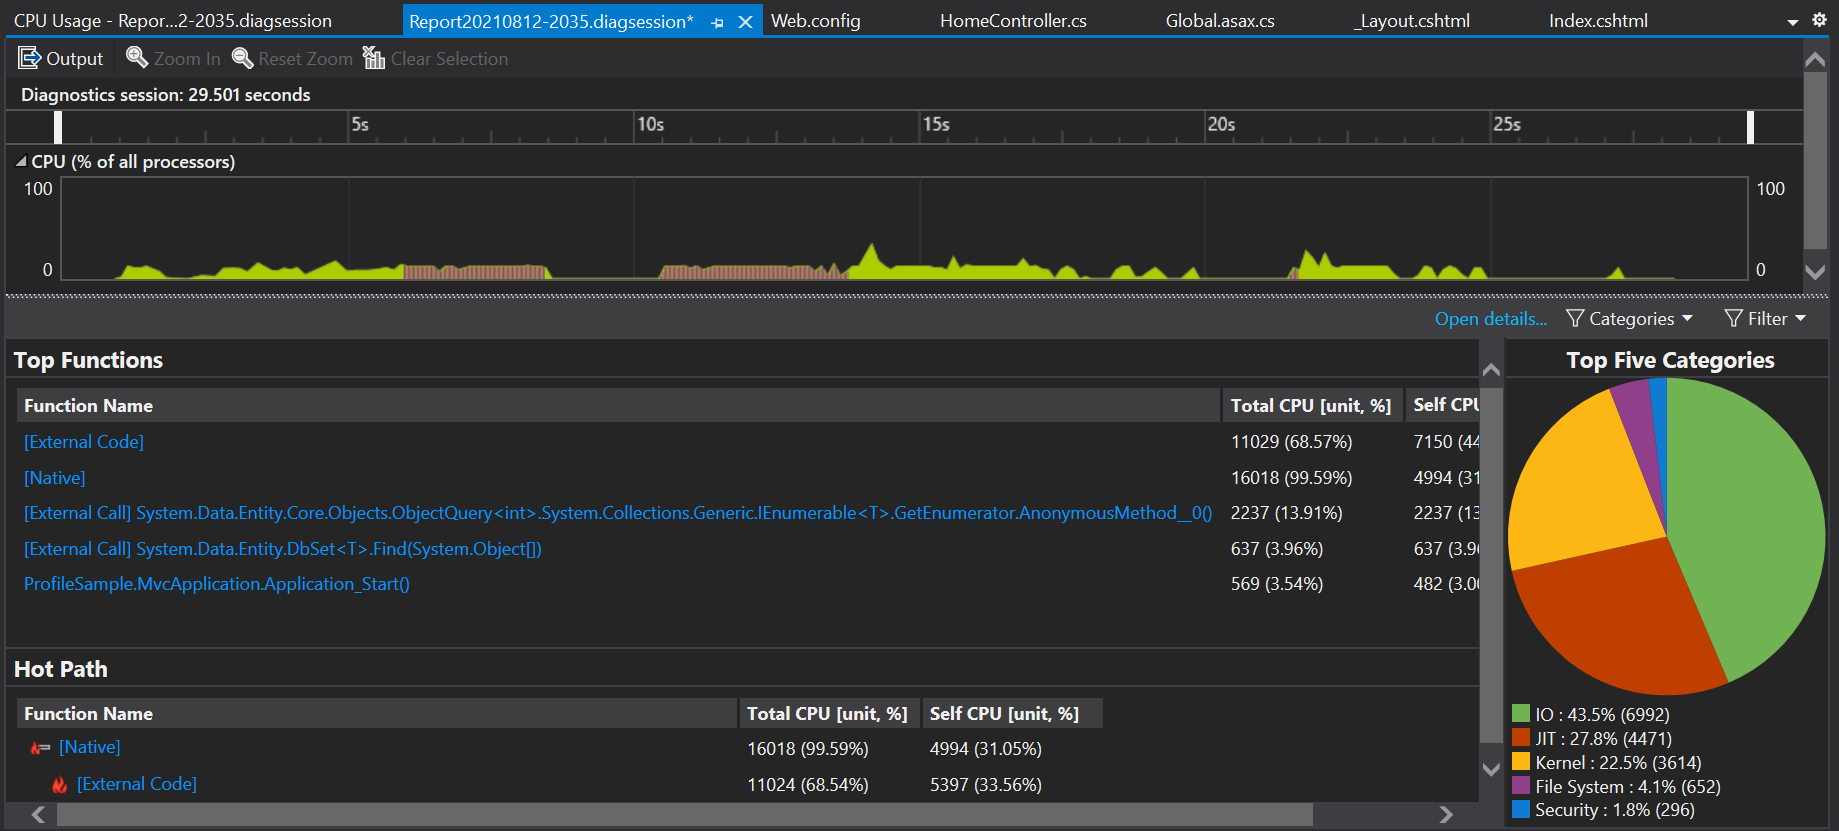 CPU Usage - Repor...2-2035.diagsession Report20210812-2035.diagsession* Web.config HomeController.cs Global.asax.cs _Layout.cshtml Index.cshtml
Output Zoom In Reset Zoom Clear Selection
Diagnostics session: 29.501 seconds
5s 10s 15s 20s 25s
CPU (% of all processors)
100 100
0 0
Open details... Categories Filter
Top Functions
Function Name Total CPU [unit, %] Self CPU
[External Code] 11029 (68.57%) 7150 (44
[Native] 16018 (99.59%) 4994 (31
[External Call] System.Data.Entity.Core.Objects.ObjectQuery<int>.System.Collections.Generic.IEnumerable<T>.GetEnumerator.AnonymousMethod__0() 2237 (13.91%) 2237 (13
[External Call] System.Data.Entity.DbSet<T>.Find(System.Object[]) 637 (3.96%) 637 (3.96
ProfileSample.MvcApplication.Application_Start() 569 (3.54%) 482 (3.00
Hot Path
Function Name Total CPU [unit, %] Self CPU [unit, %]
[Native] 16018 (99.59%) 4994 (31.05%)
[External Code] 11024 (68.54%) 5397 (33.56%)
Top Five Categories
IO : 43.5% (6992)
JIT : 27.8% (4471)
Kernel : 22.5% (3614)
File System : 4.1% (652)
Security : 1.8% (296)